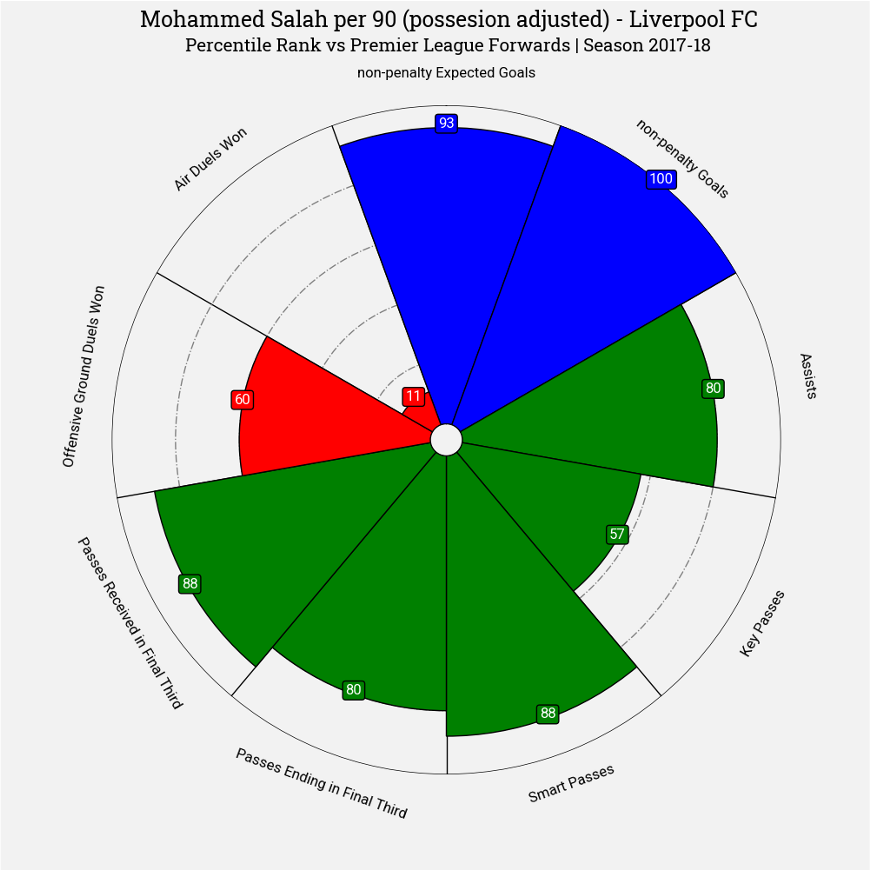 Mohammed Salah per 90 (possesion adjusted) - Liverpool FC
Percentile Rank vs Premier League Forwards | Season 2017-18
non-penalty Expected Goals
93
non-penalty Goals
100
Assists
80
Key Passes
57
Smart Passes
88
Passes Ending in Final Third
80
Passes Received in Final Third
88
Offensive Ground Duels Won
60
Air Duels Won
11